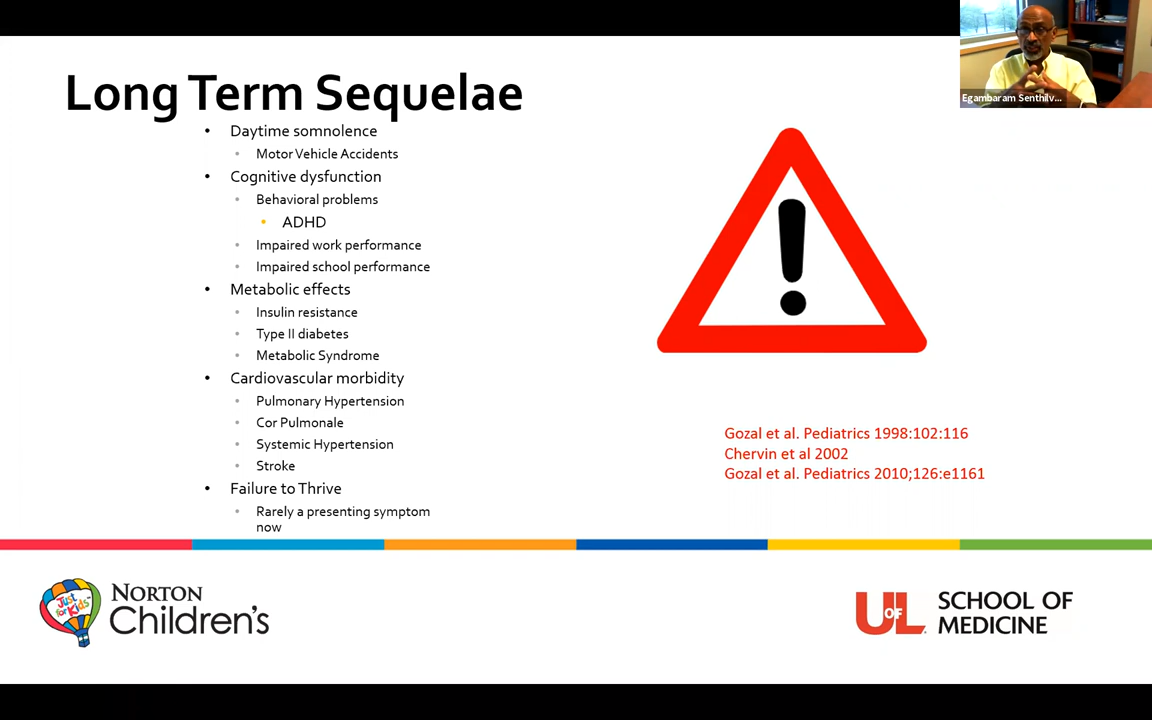 Long Term Sequelae
Egambaram Senthilv...
• Daytime somnolence
• Motor Vehicle Accidents
• Cognitive dysfunction
• Behavioral problems
• ADHD
• Impaired work performance
• Impaired school performance
• Metabolic effects
• Insulin resistance
• Type II diabetes
• Metabolic Syndrome
• Cardiovascular morbidity
• Pulmonary Hypertension
• Cor Pulmonale
• Systemic Hypertension
• Stroke
• Failure to Thrive
• Rarely a presenting symptom
now
Gozal et al. Pediatrics 1998:102:116
Chervin et al 2002
Gozal et al. Pediatrics 2010;126:e1161
Just for Kids
NORTON
Children's
U OF L
SCHOOL OF
MEDICINE